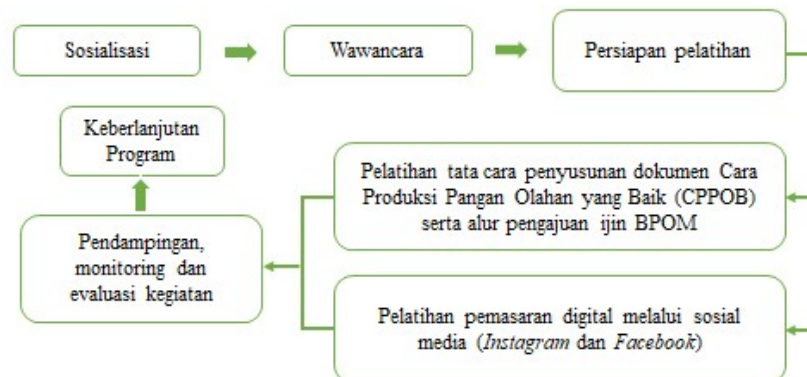 Sosialisasi
Wawancara
Persiapan pelatihan
Pelatihan tata cara penyusunan dokumen Cara
Produksi Pangan Olahan yang Baik (CPPOB)
serta alur pengajuan ijin BPOM
Pelatihan pemasaran digital melalui sosial
media (Instagram dan Facebook)
Pendampingan,
monitoring dan
evaluasi kegiatan
Keberlanjutan
Program